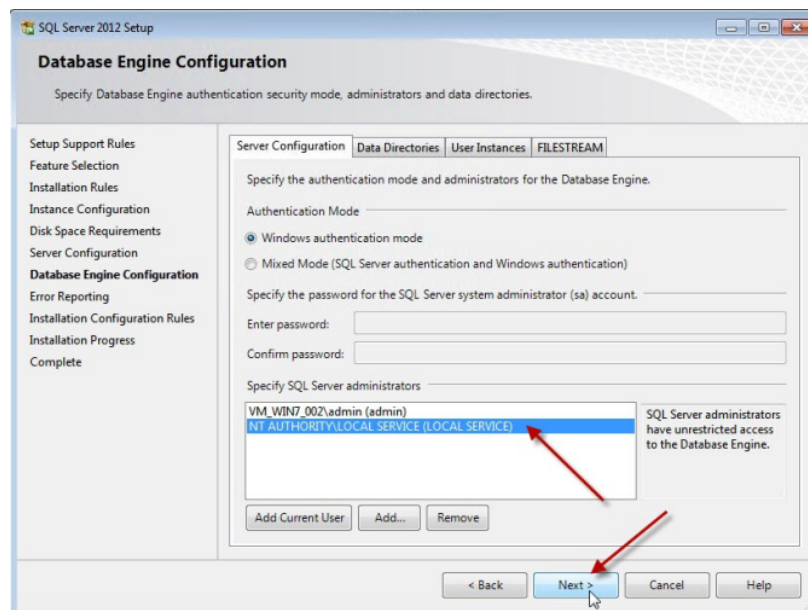 SQL Server 2012 Setup
Database Engine Configuration
Specify Database Engine authentication security mode, administrators and data directories.
Setup Support Rules
Feature Selection
Installation Rules
Instance Configuration
Disk Space Requirements
Server Configuration
Database Engine Configuration
Error Reporting
Installation Configuration Rules
Installation Progress
Complete
Server Configuration Data Directories User Instances FILESTREAM
Specify the authentication mode and administrators for the Database Engine.
Authentication Mode
Windows authentication mode
Mixed Mode (SQL Server authentication and Windows authentication)
Specify the password for the SQL Server system administrator (sa) account.
Enter password:
Confirm password:
Specify SQL Server administrators
VM_WIN7_002\admin (admin)
NT AUTHORITY\LOCAL SERVICE (LOCAL SERVICE)
SQL Server administrators
have unrestricted access
to the Database Engine.
Add Current User Add... Remove
< Back Next > Cancel Help